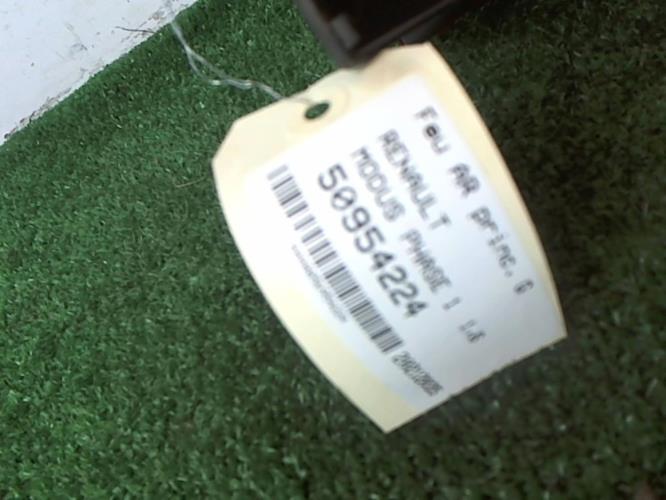 Feu AR princ. G
RENAULT
MODUS PHASE 1 1.6
50954224